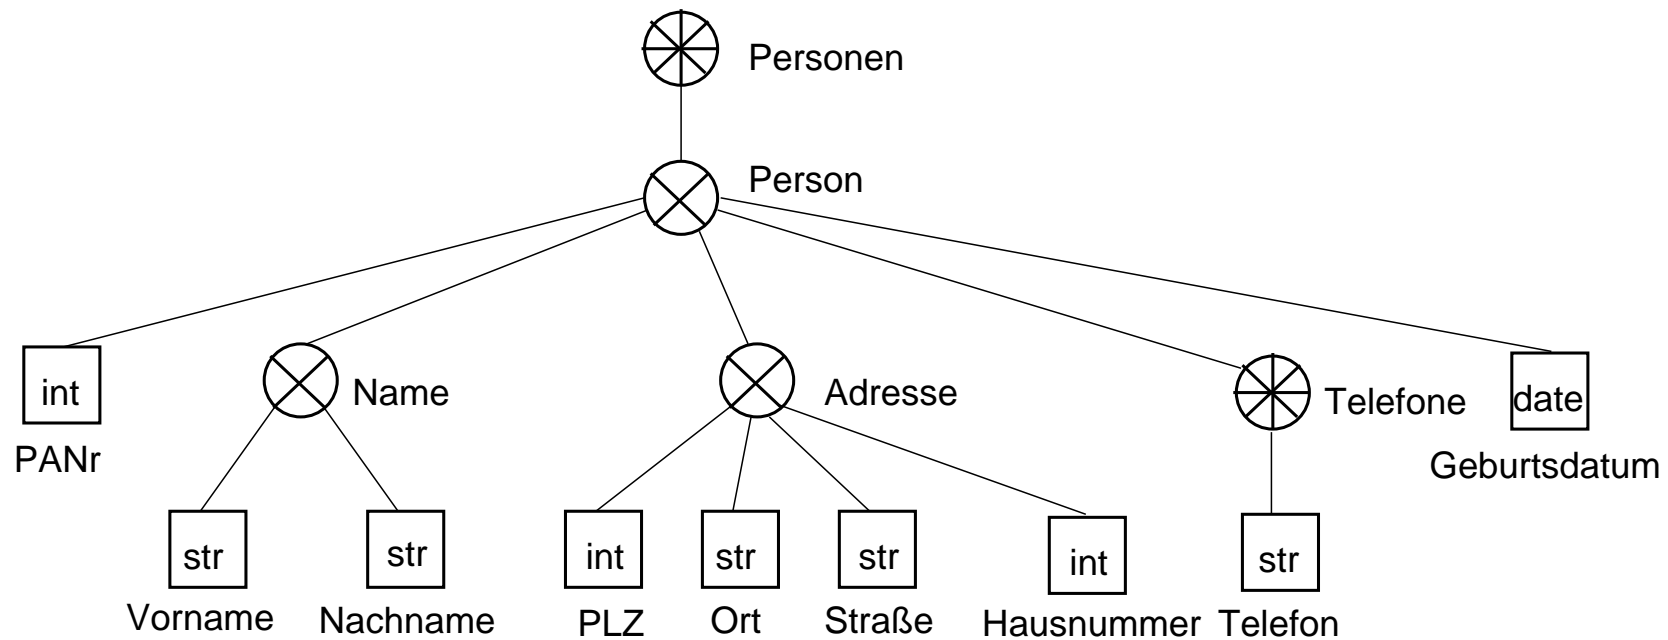 Personen
Person
int
Name
Adresse
Telefone
date
PANr
Geburtsdatum
str
str
int
str
str
int
str
Vorname
Nachname
PLZ
Ort
Straße
Hausnummer
Telefon